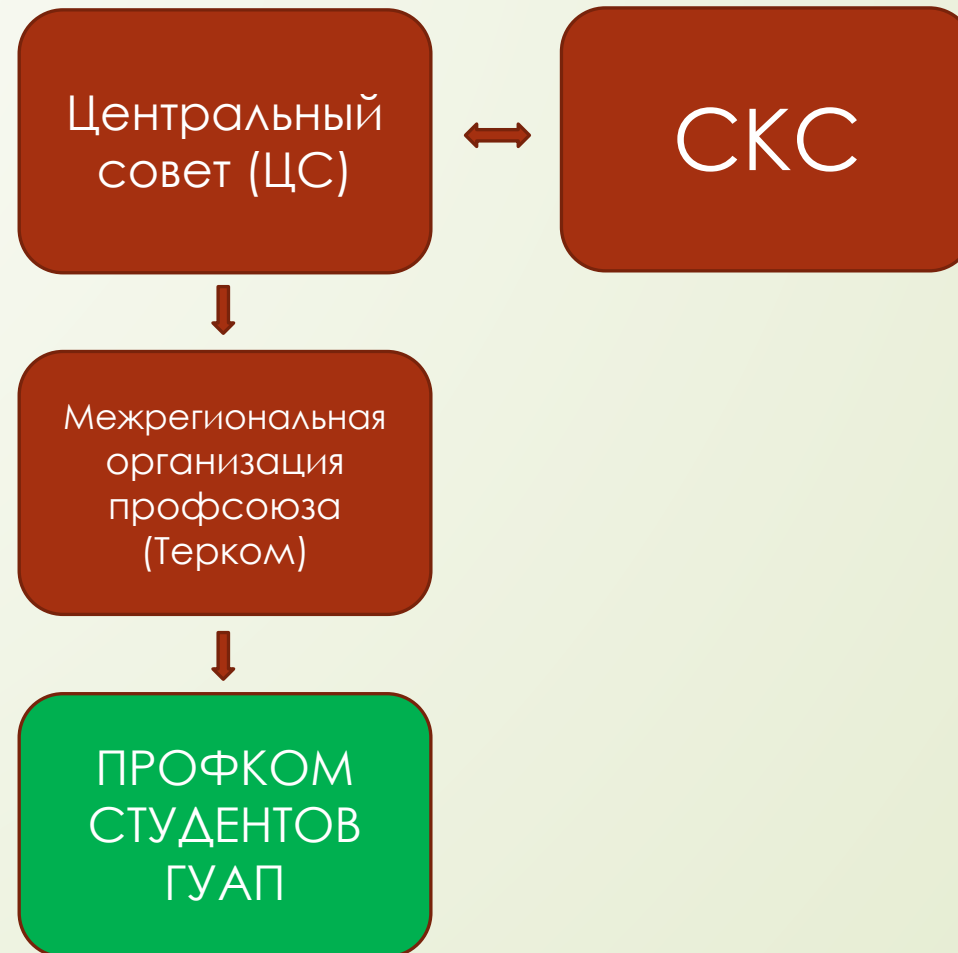 Центральный
совет (ЦС)
СКС
Межрегиональная
организация
профсоюза
(Терком)
ПРОФКОМ
СТУДЕНТОВ
ГУАП